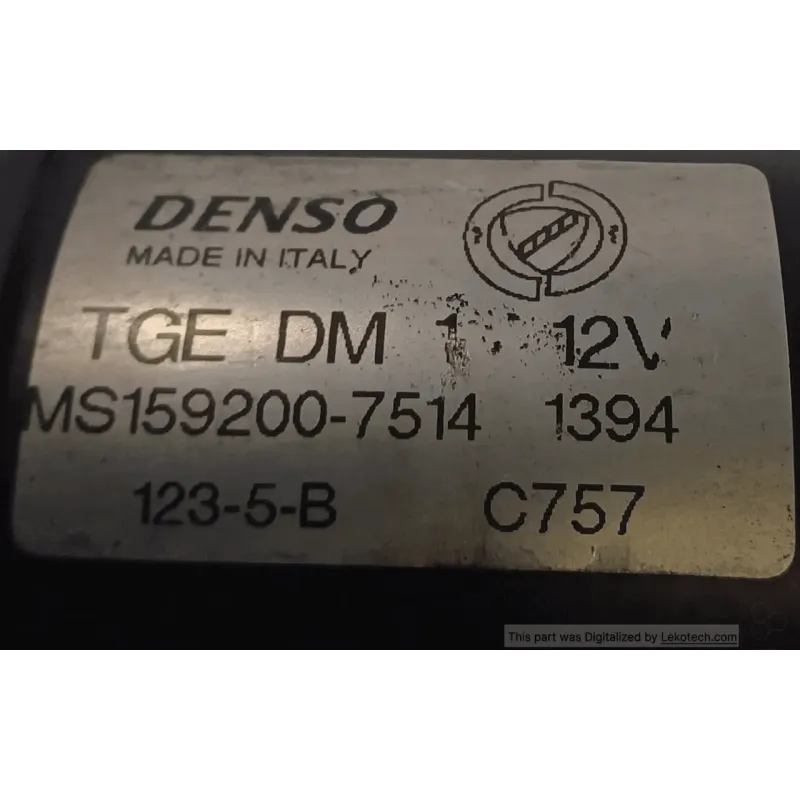 DENSO
MADE IN ITALY
TGE DM 1 12V
MS159200-7514 1394
123-5-B C757
This part was Digitalized by Lekotech.com